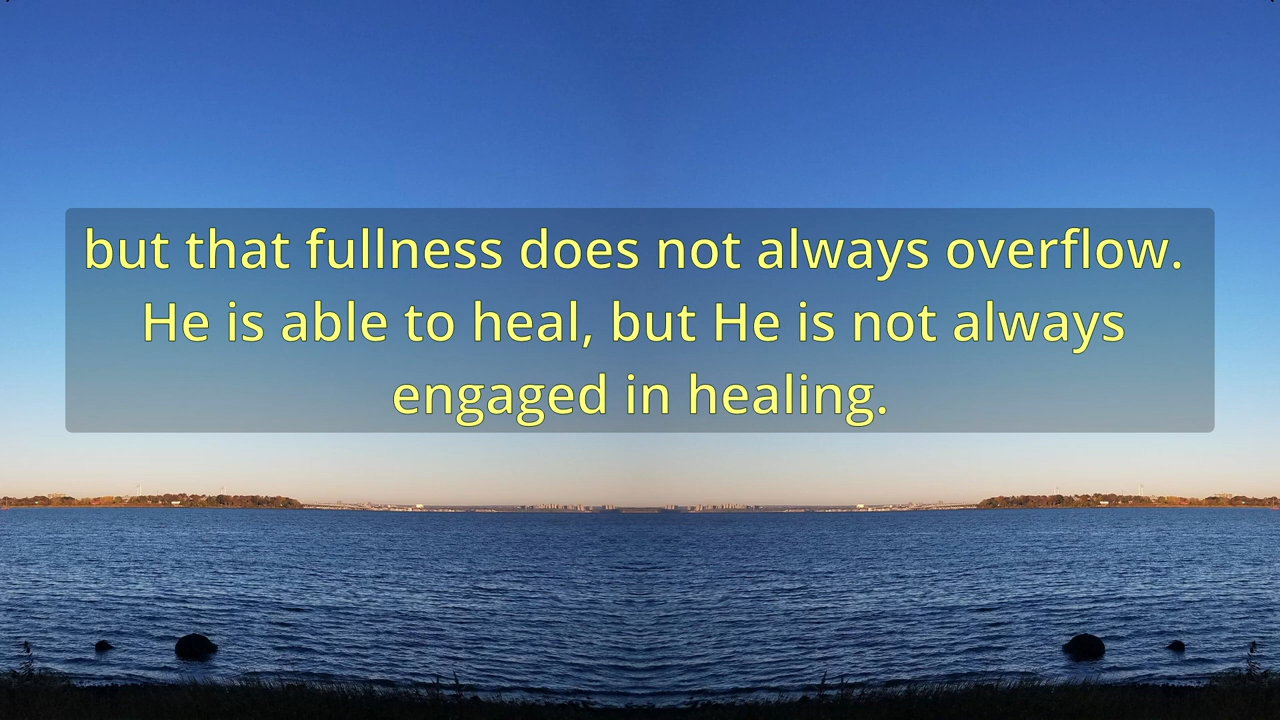 but that fullness does not always overflow.
He is able to heal, but He is not always
engaged in healing.